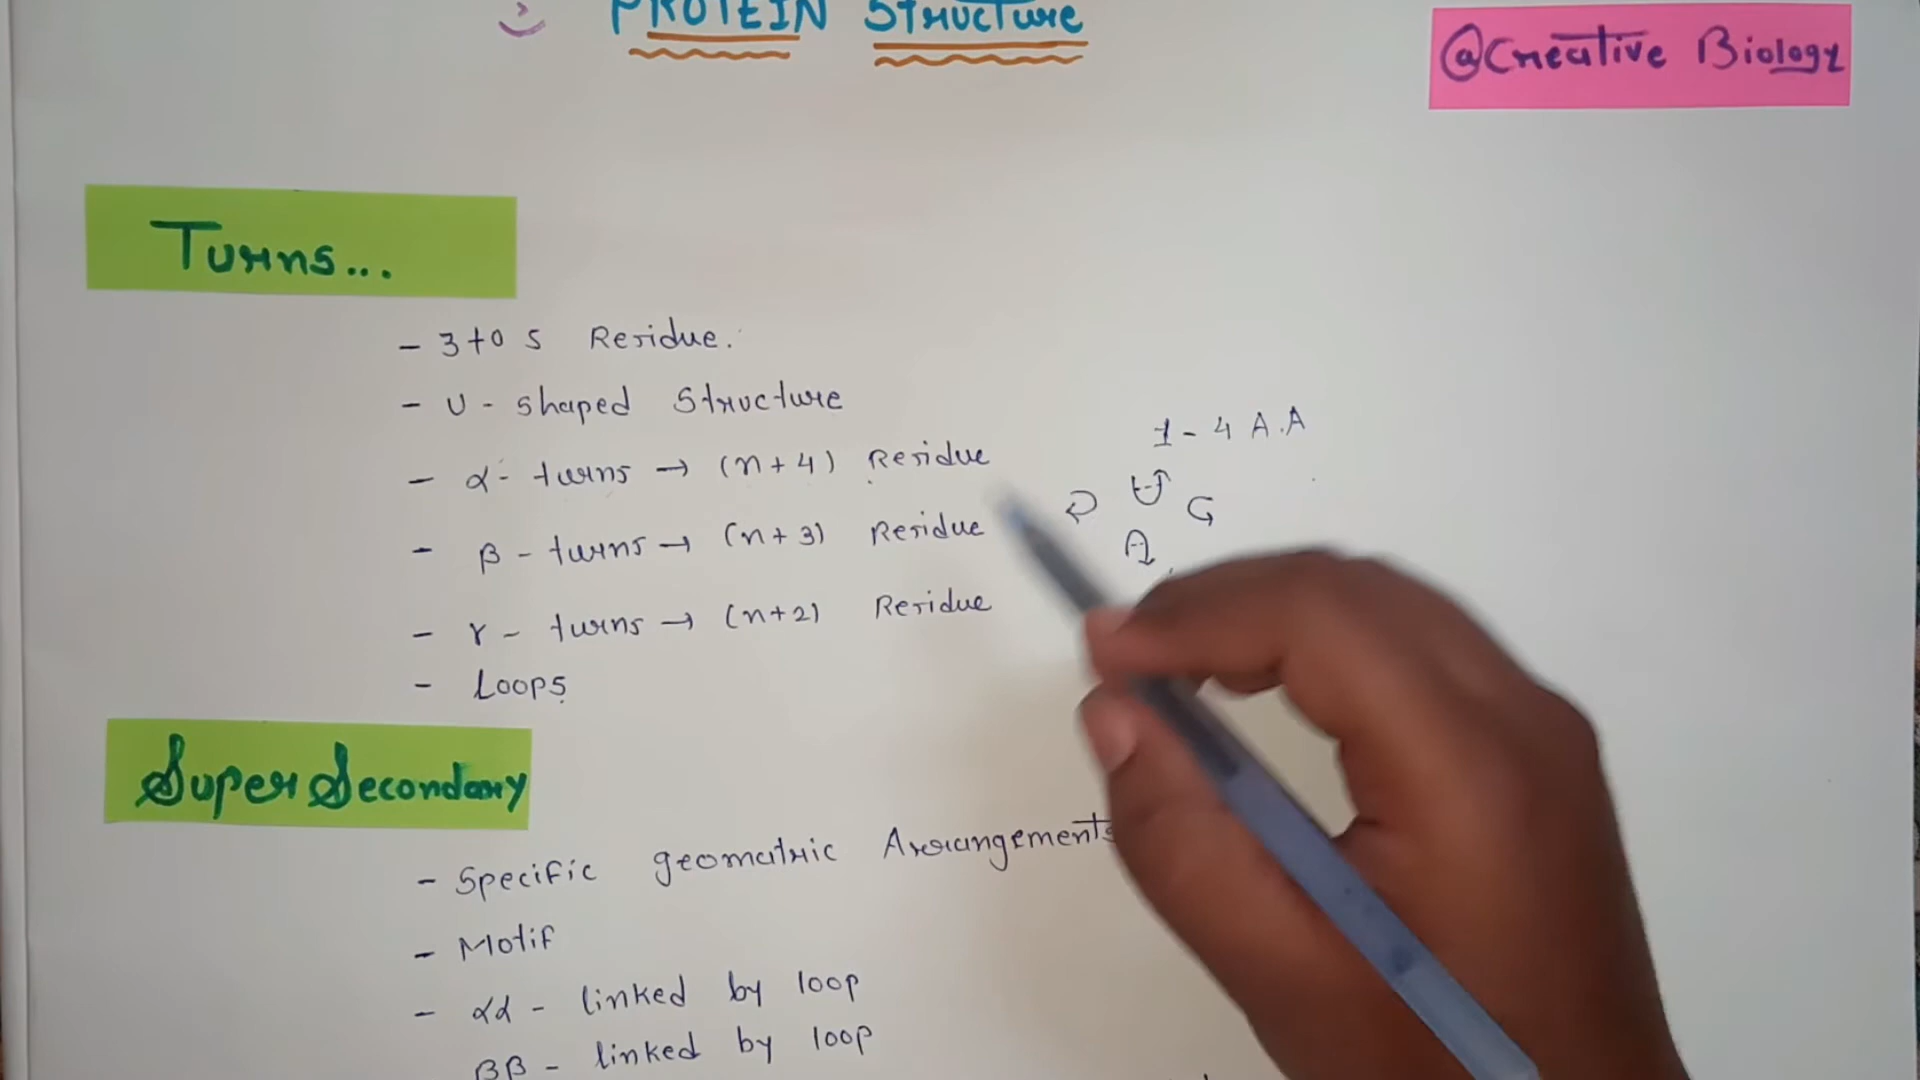 PROTEIN Structure
@Creative Biology
Turns...
- 3 to 5 Residue.
- U - shaped Structure
- α - turns → (n+4) Residue
1 - 4 A.A
- β - turns → (n+3) Residue
- γ - turns → (n+2) Residue
- Loops
Super Secondary
- Specific geomatric Arrangements
- Motif
- αα - linked by loop
ββ - linked by loop